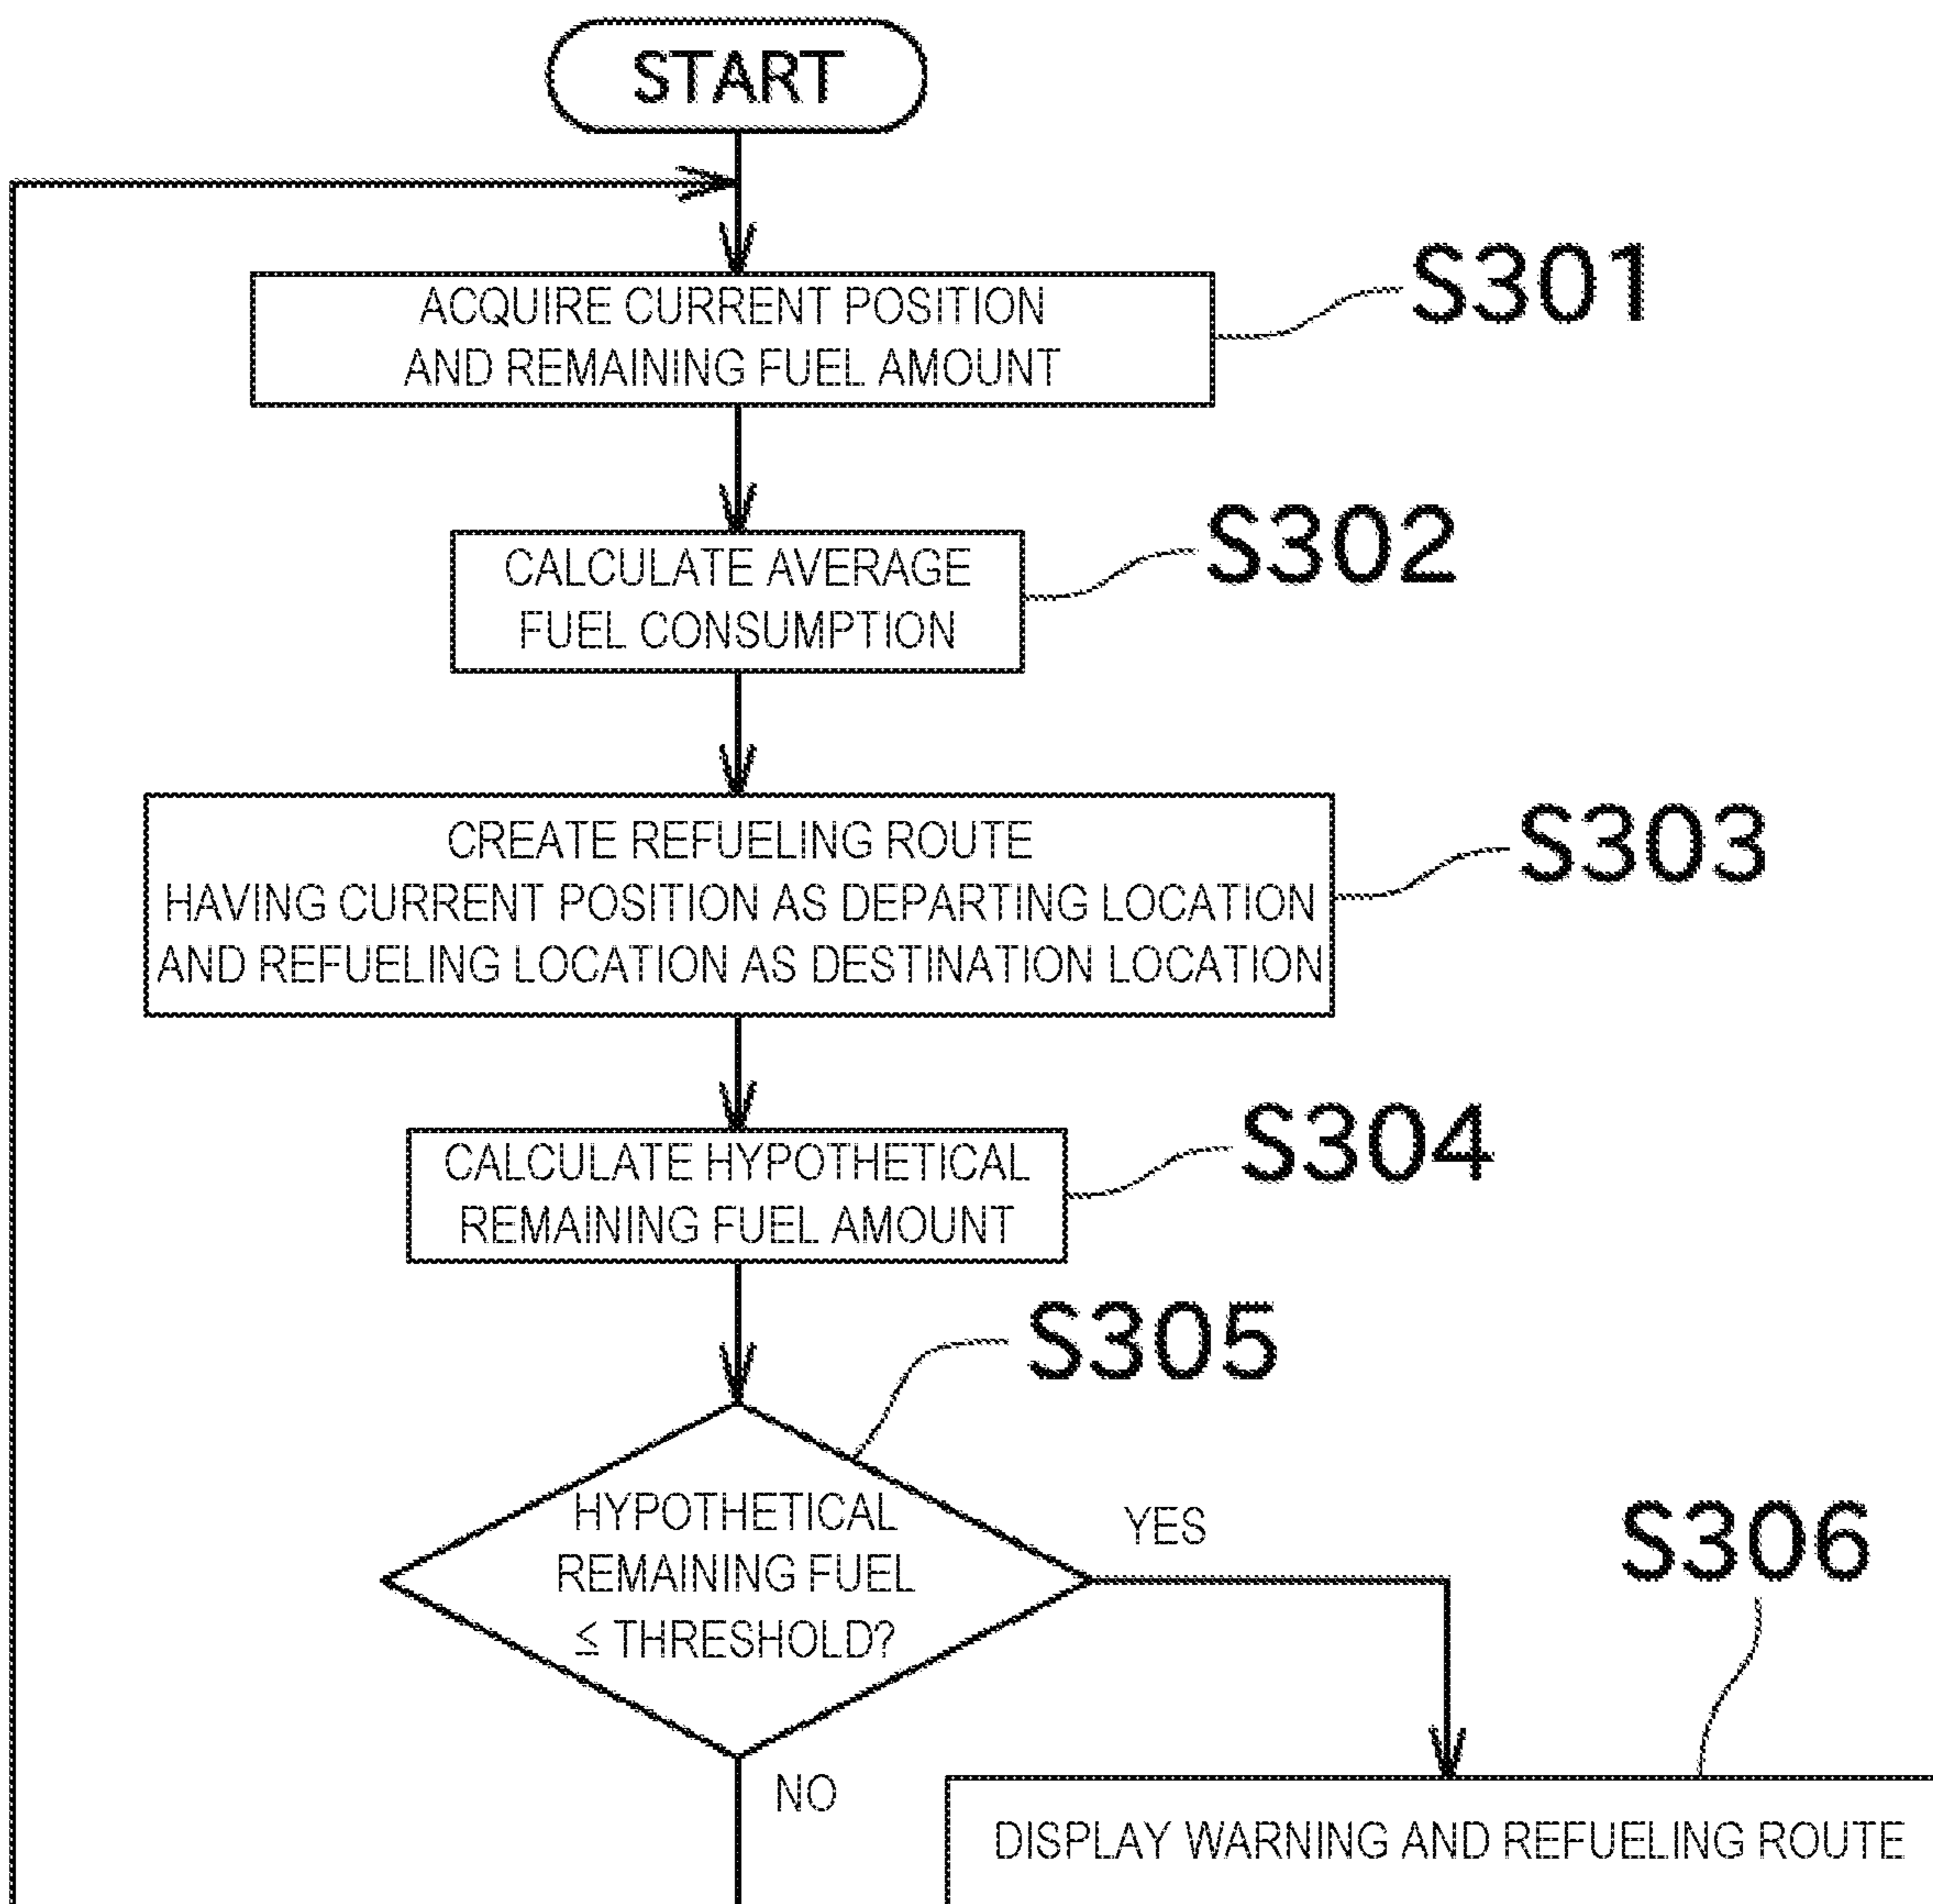 START
S301
ACQUIRE CURRENT POSITION
AND REMAINING FUEL AMOUNT
S302
CALCULATE AVERAGE
FUEL CONSUMPTION
S303
CREATE REFUELING ROUTE
HAVING CURRENT POSITION AS DEPARTING LOCATION
AND REFUELING LOCATION AS DESTINATION LOCATION
S304
CALCULATE HYPOTHETICAL
REMAINING FUEL AMOUNT
S305
HYPOTHETICAL
REMAINING FUEL
≦ THRESHOLD?
YES
S306
NO
DISPLAY WARNING AND REFUELING ROUTE